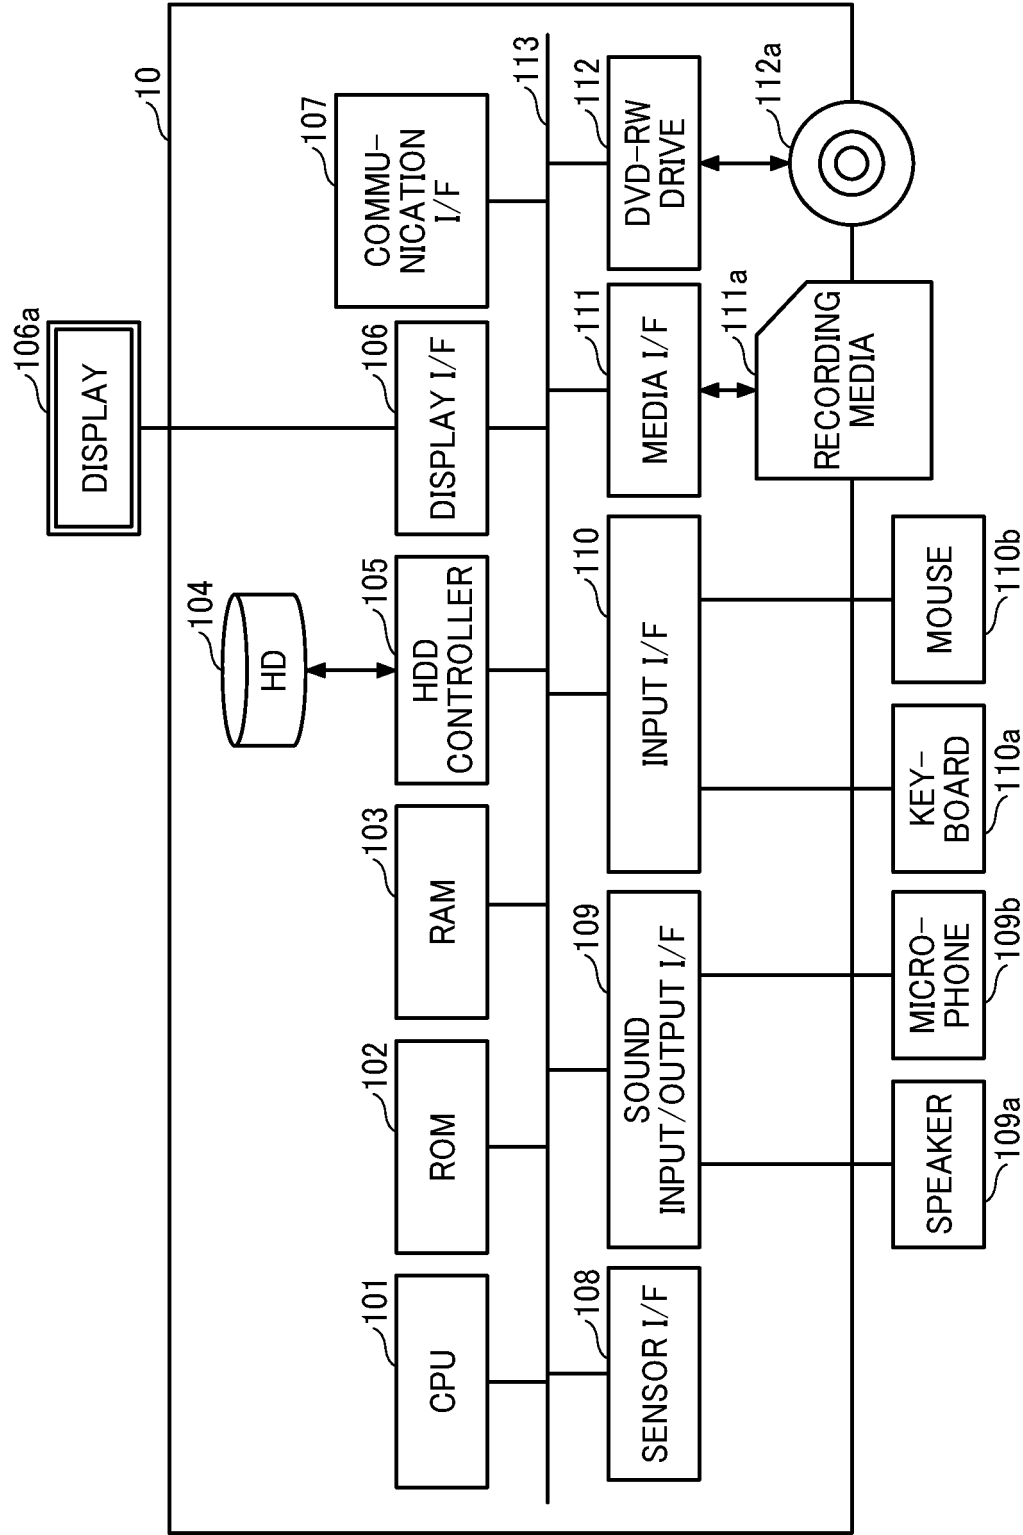 106a
DISPLAY
10
104
HD
107
COMMU-
NICATION
I/F
101
CPU
102
ROM
103
RAM
105
HDD
CONTROLLER
106
DISPLAY I/F
113
108
SENSOR I/F
109
SOUND
INPUT/OUTPUT I/F
110
INPUT I/F
111
MEDIA I/F
112
DVD-RW
DRIVE
111a
RECORDING
MEDIA
112a
SPEAKER
109a
MICRO-
PHONE
109b
KEY-
BOARD
110a
MOUSE
110b